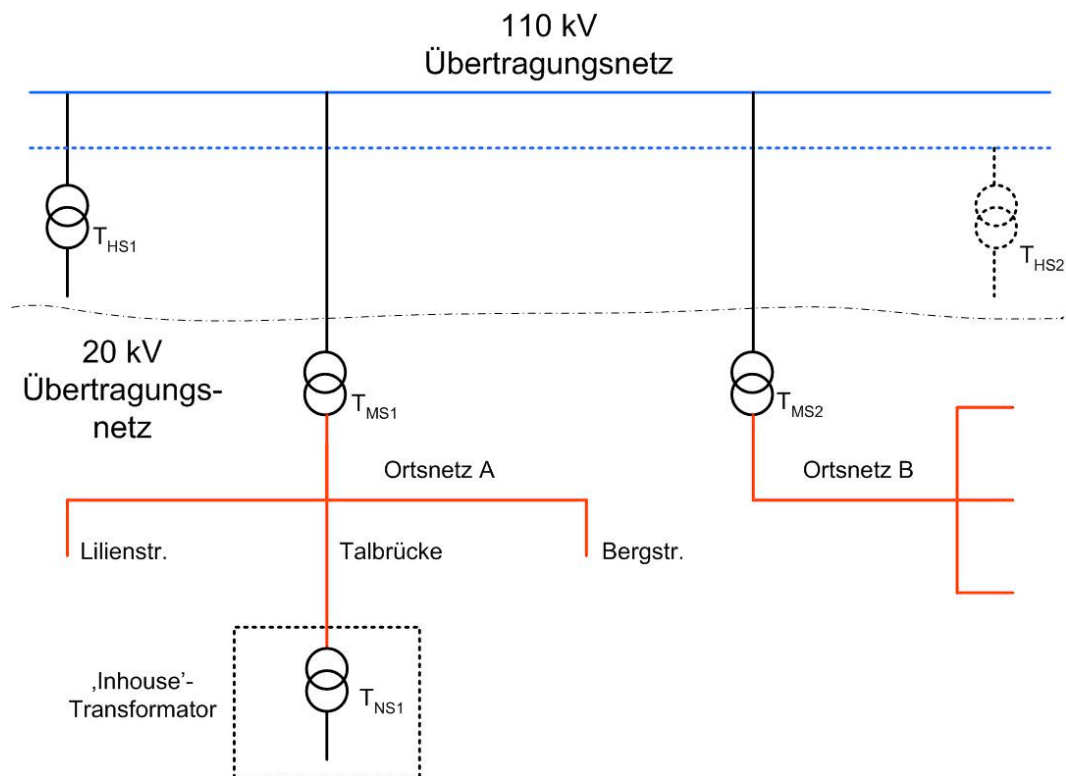 110 kV
Übertragungsnetz
T_HS1
T_HS2
20 kV
Übertragungs-
netz
T_MS1
T_MS2
Ortsnetz A
Ortsnetz B
Lilienstr.
Talbrücke
Bergstr.
‚Inhouse’-
Transformator
T_NS1